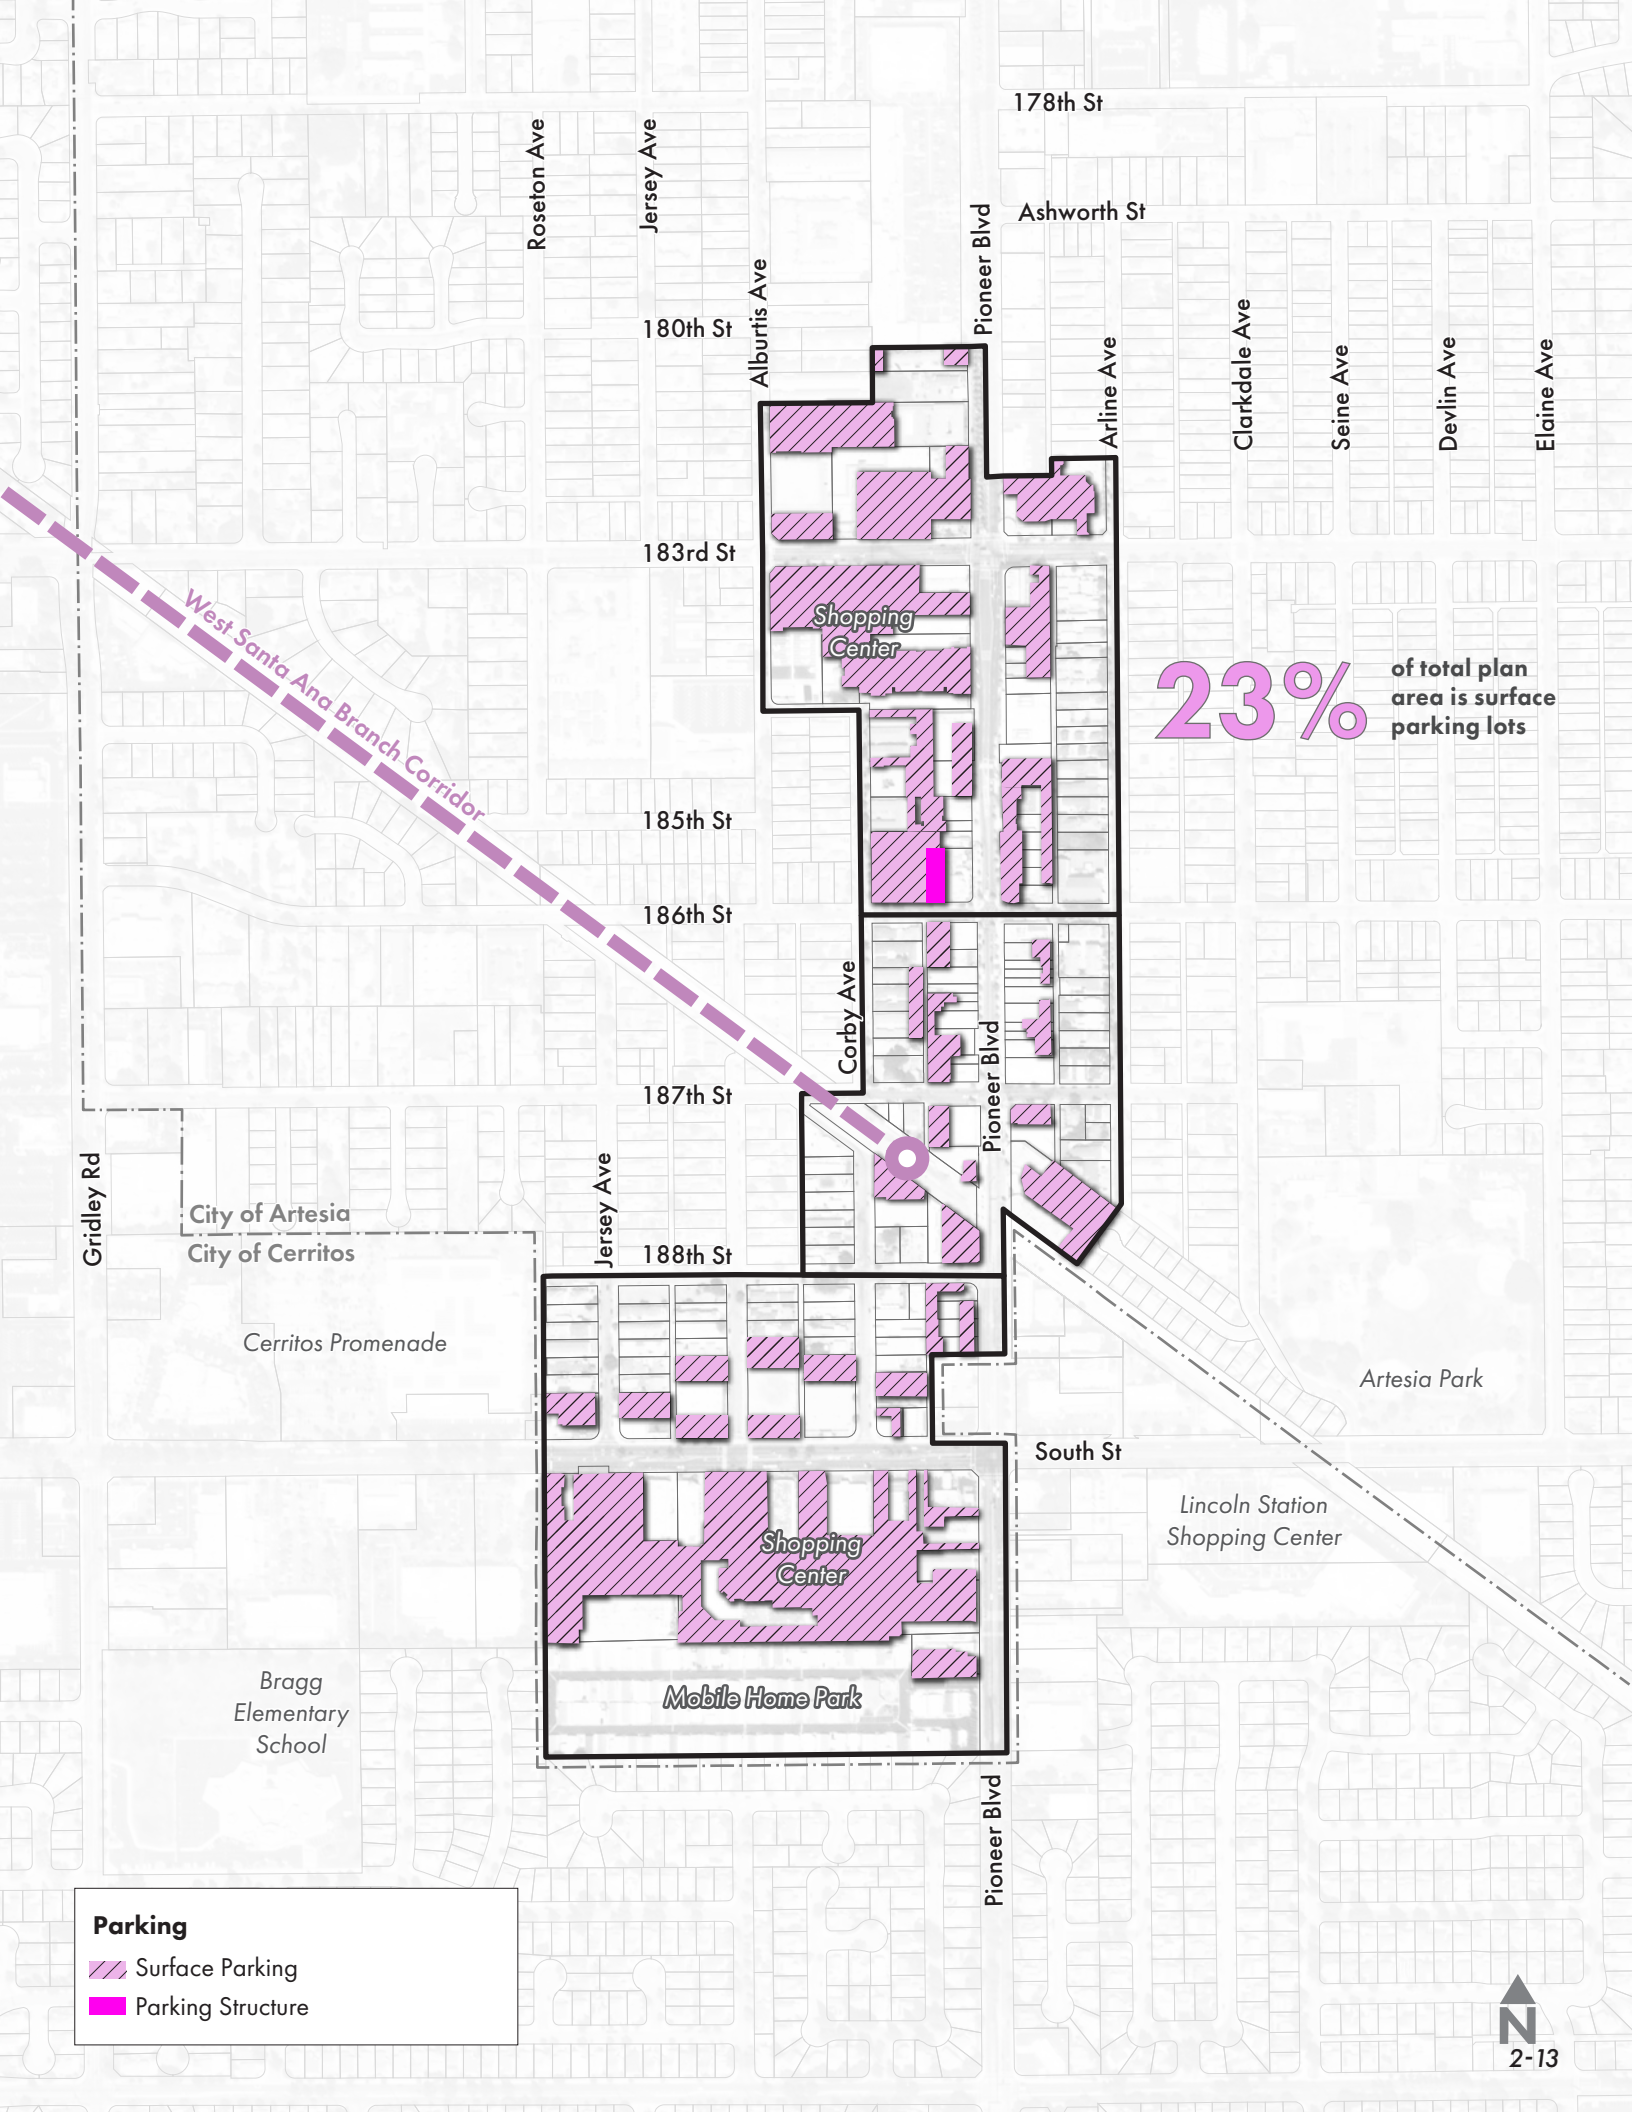 178th St
Roseton Ave
Jersey Ave
Pioneer Blvd
Ashworth St
Alburtis Ave
180th St
Arline Ave
Clarkdale Ave
Seine Ave
Devlin Ave
Elaine Ave
183rd St
West Santa Ana Branch Corridor
Shopping
Center
23%
of total plan
area is surface
parking lots
185th St
186th St
Corby Ave
Pioneer Blvd
187th St
Gridley Rd
Jersey Ave
City of Artesia
City of Cerritos
188th St
Cerritos Promenade
Artesia Park
South St
Lincoln Station
Shopping Center
Shopping
Center
Bragg
Elementary
School
Mobile Home Park
Pioneer Blvd
Parking
Surface Parking
Parking Structure
N
2-13